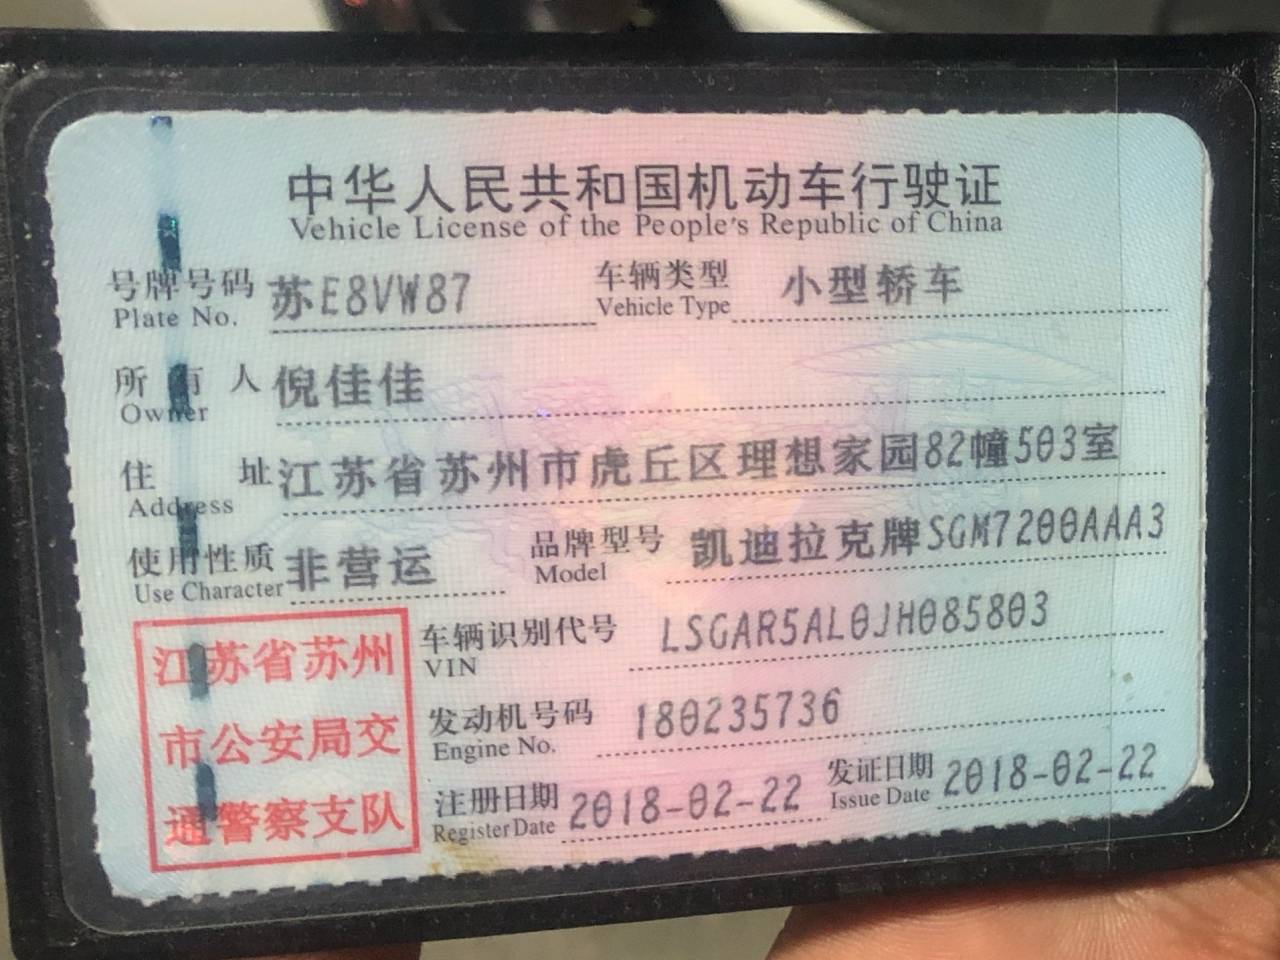 中华人民共和国机动车行驶证
Vehicle License of the People's Republic of China
号牌号码 苏E8VW87 车辆类型 小型轿车
Plate No. Vehicle Type
所有人 倪佳佳
Owner
住址 江苏省苏州市虎丘区理想家园82幢503室
Address
使用性质 非营运 品牌型号 凯迪拉克牌SGM7200AAA3
Use Character Model
江苏省苏州
市公安局交
通警察支队
车辆识别代号 LSGAR5AL0JH085803
VIN
发动机号码 180235736
Engine No.
注册日期 2018-02-22 发证日期 2018-02-22
Register Date Issue Date